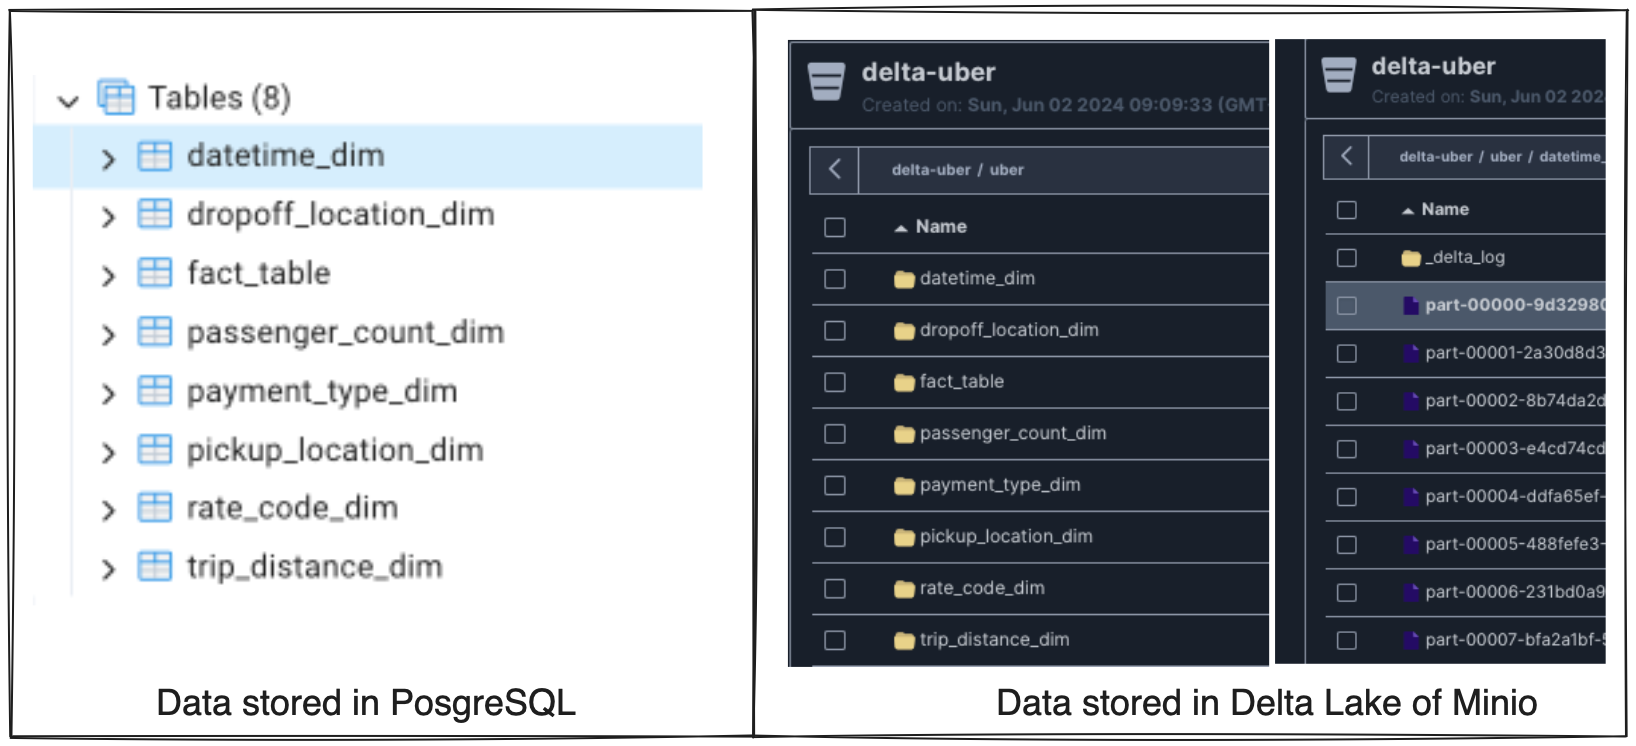 Tables (8)
datetime_dim
dropoff_location_dim
fact_table
passenger_count_dim
payment_type_dim
pickup_location_dim
rate_code_dim
trip_distance_dim
Data stored in PosgreSQL
delta-uber
Created on: Sun, Jun 02 2024 09:09:33 (GMT
delta-uber / uber
Name
datetime_dim
dropoff_location_dim
fact_table
passenger_count_dim
payment_type_dim
pickup_location_dim
rate_code_dim
trip_distance_dim
delta-uber
Created on: Sun, Jun 02 202
delta-uber / uber / datetime_
Name
_delta_log
part-00000-9d32980
part-00001-2a30d8d3
part-00002-8b74da2d
part-00003-e4cd74cd
part-00004-ddfa65ef-
part-00005-488fefe3-
part-00006-231bd0a9
part-00007-bfa2a1bf-5
Data stored in Delta Lake of Minio